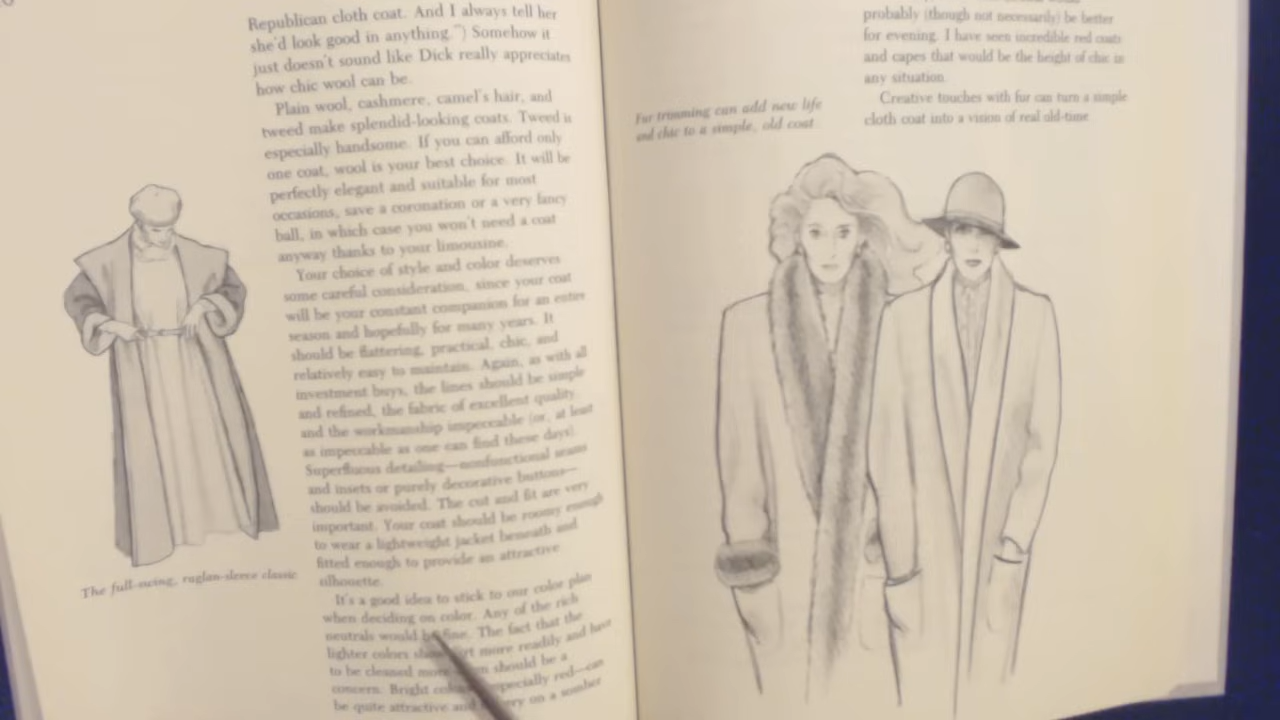 Republican cloth coat. And I always tell her
she'd look good in anything.") Somehow it
just doesn't sound like Dick really appreciates
how chic wool can be.
Plain wool, cashmere, camel's hair, and
tweed make splendid-looking coats. Tweed is
especially handsome. If you can afford only
one coat, wool is your best choice. It will be
perfectly elegant and suitable for most
occasions, save a coronation or a very fancy
ball, in which case you won't need a coat
anyway thanks to your limousine.
Your choice of style and color deserves
some careful consideration, since your coat
will be your constant companion for an entire
season and hopefully for many years. It
should be flattering, practical, chic, and
relatively easy to maintain. Again, as with all
investment buys, the lines should be simple
and refined, the fabric of excellent quality
and the workmanship impeccable (or, at least
as impeccable as one can find these days).
Superfluous detailing—nonfunctional seams
and insets or purely decorative buttons—
should be avoided. The cut and fit are very
important. Your coat should be roomy enough
to wear a lightweight jacket beneath and
fitted enough to provide an attractive
silhouette.
It's a good idea to stick to our color plan
when deciding on color. Any of the rich
neutrals would be fine. The fact that the
lighter colors more readily and have
to be cleaned more should be a
concern. Bright especially red—can
be quite attractive and on a somber
The full-swing, raglan-sleeve classic
probably (though not necessarily) be better
for evening. I have seen incredible red coats
and capes that would be the height of chic in
any situation.
Creative touches with fur can turn a simple
cloth coat into a vision of real old-time
Fur trimming can add new life
and chic to a simple, old coat